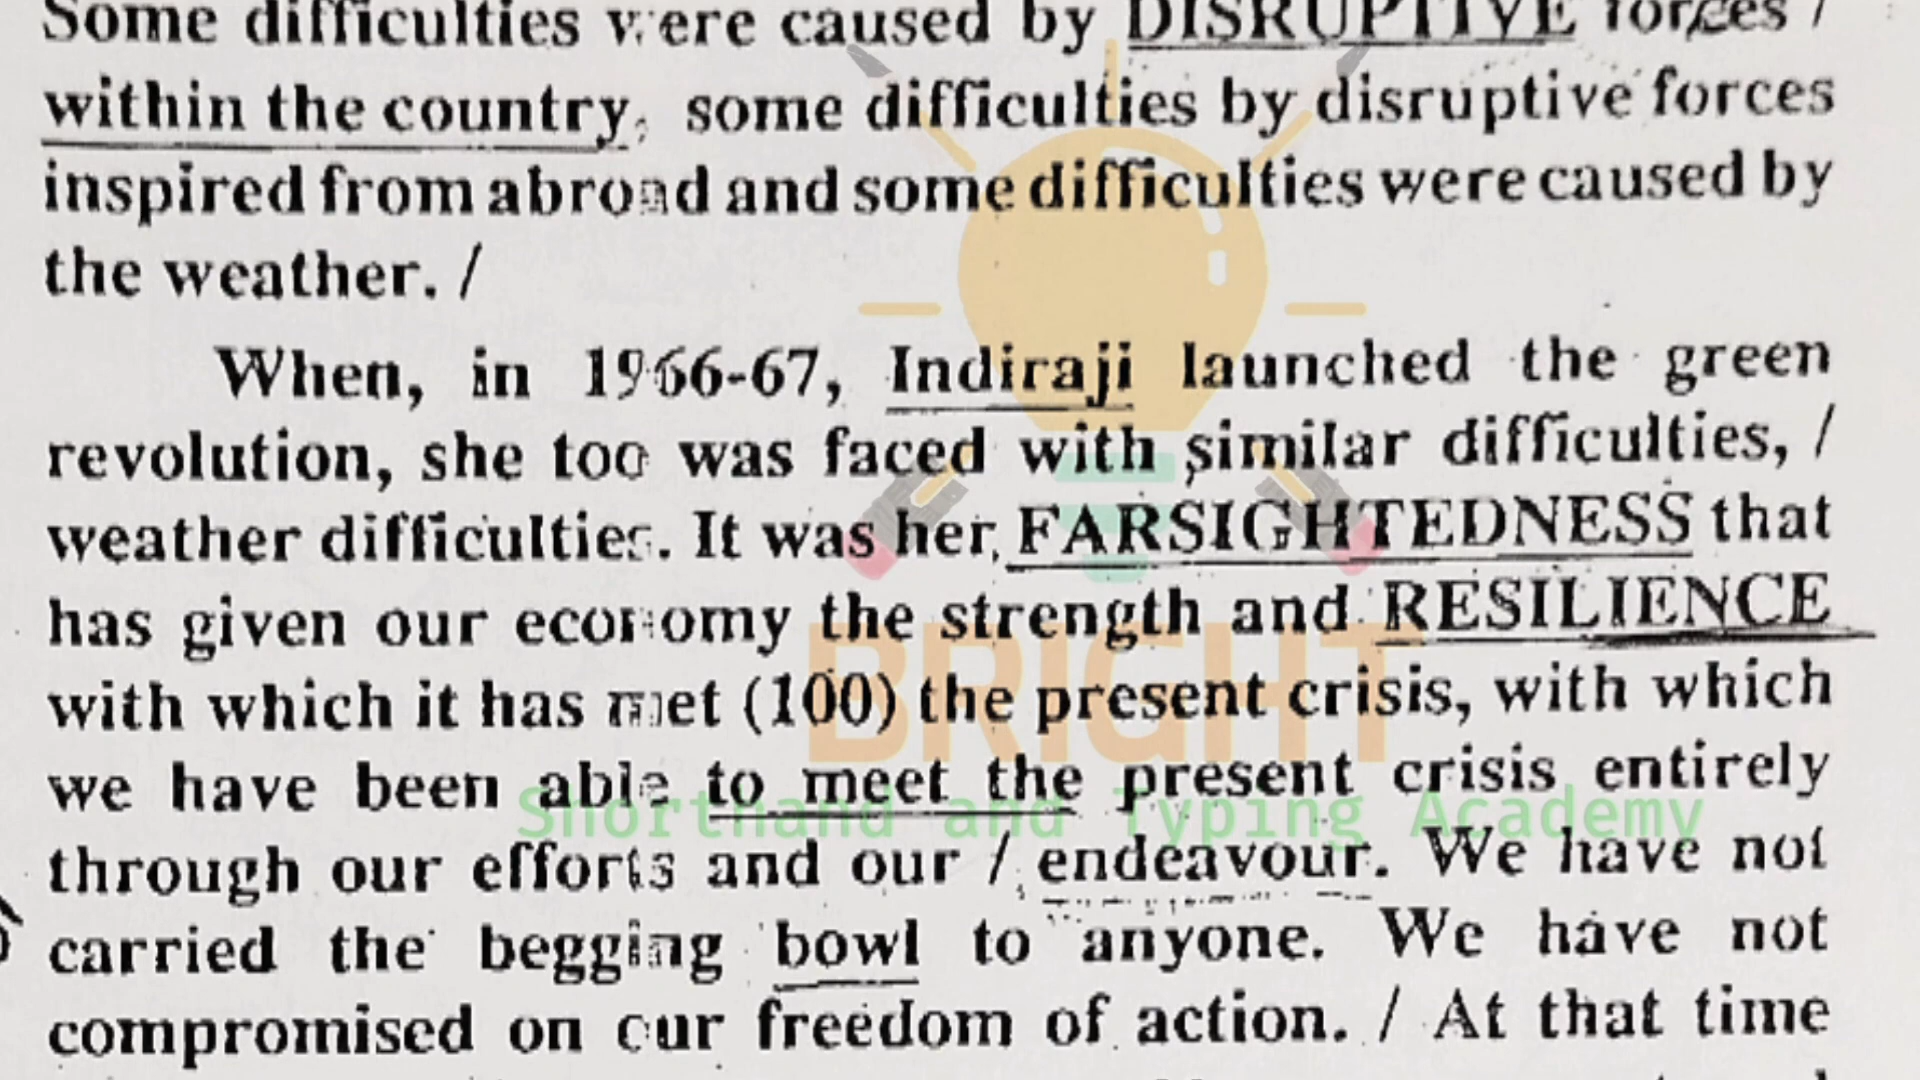 Some difficulties were caused by DISRUPTIVE forces /
within the country, some difficulties by disruptive forces
inspired from abroad and some difficulties were caused by
the weather. /
When, in 1966-67, Indiraji launched the green
revolution, she too was faced with similar difficulties, /
weather difficulties. It was her FARSIGHTEDNESS that
has given our economy the strength and RESILIENCE
with which it has met (100) the present crisis, with which
we have been able to meet the present crisis entirely
through our efforts and our / endeavour. We have not
carried the begging bowl to anyone. We have not
compromised on our freedom of action. / At that time
BRIGHT
Shorthand and Typing Academy